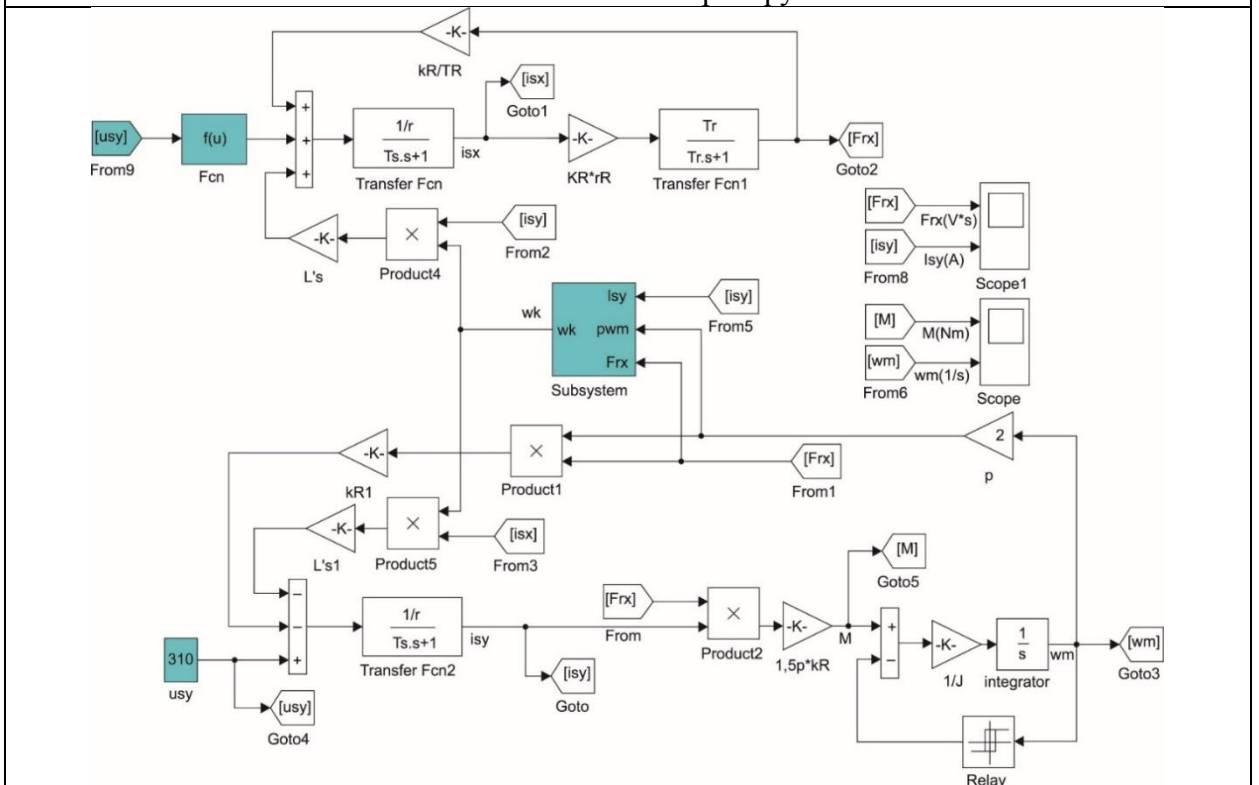 -K-
kR/TR
[isx]
Goto1
[usy]
From9
f(u)
Fcn
+
+
+
1/r
Ts.s+1
Transfer Fcn
isx
-K-
KR*rR
Tr
Tr.s+1
Transfer Fcn1
[Frx]
Goto2
-K-
L's
×
Product4
[isy]
From2
[Frx]
Frx(V*s)
[isy]
From8
Isy(A)
Scope1
wk
Isy
wk
pwm
Frx
Subsystem
[isy]
From5
[M]
M(Nm)
[wm]
From6
wm(1/s)
Scope
-K-
kR1
×
Product1
[Frx]
From1
2
p
-K-
L's1
×
Product5
[isx]
From3
310
usy
[usy]
Goto4
−
−
+
1/r
Ts.s+1
Transfer Fcn2
isy
[isy]
Goto
[Frx]
From
×
Product2
-K-
1,5p*kR
M
[M]
Goto5
+
−
-K-
1/J
1
s
integrator
wm
[wm]
Goto3
Relay